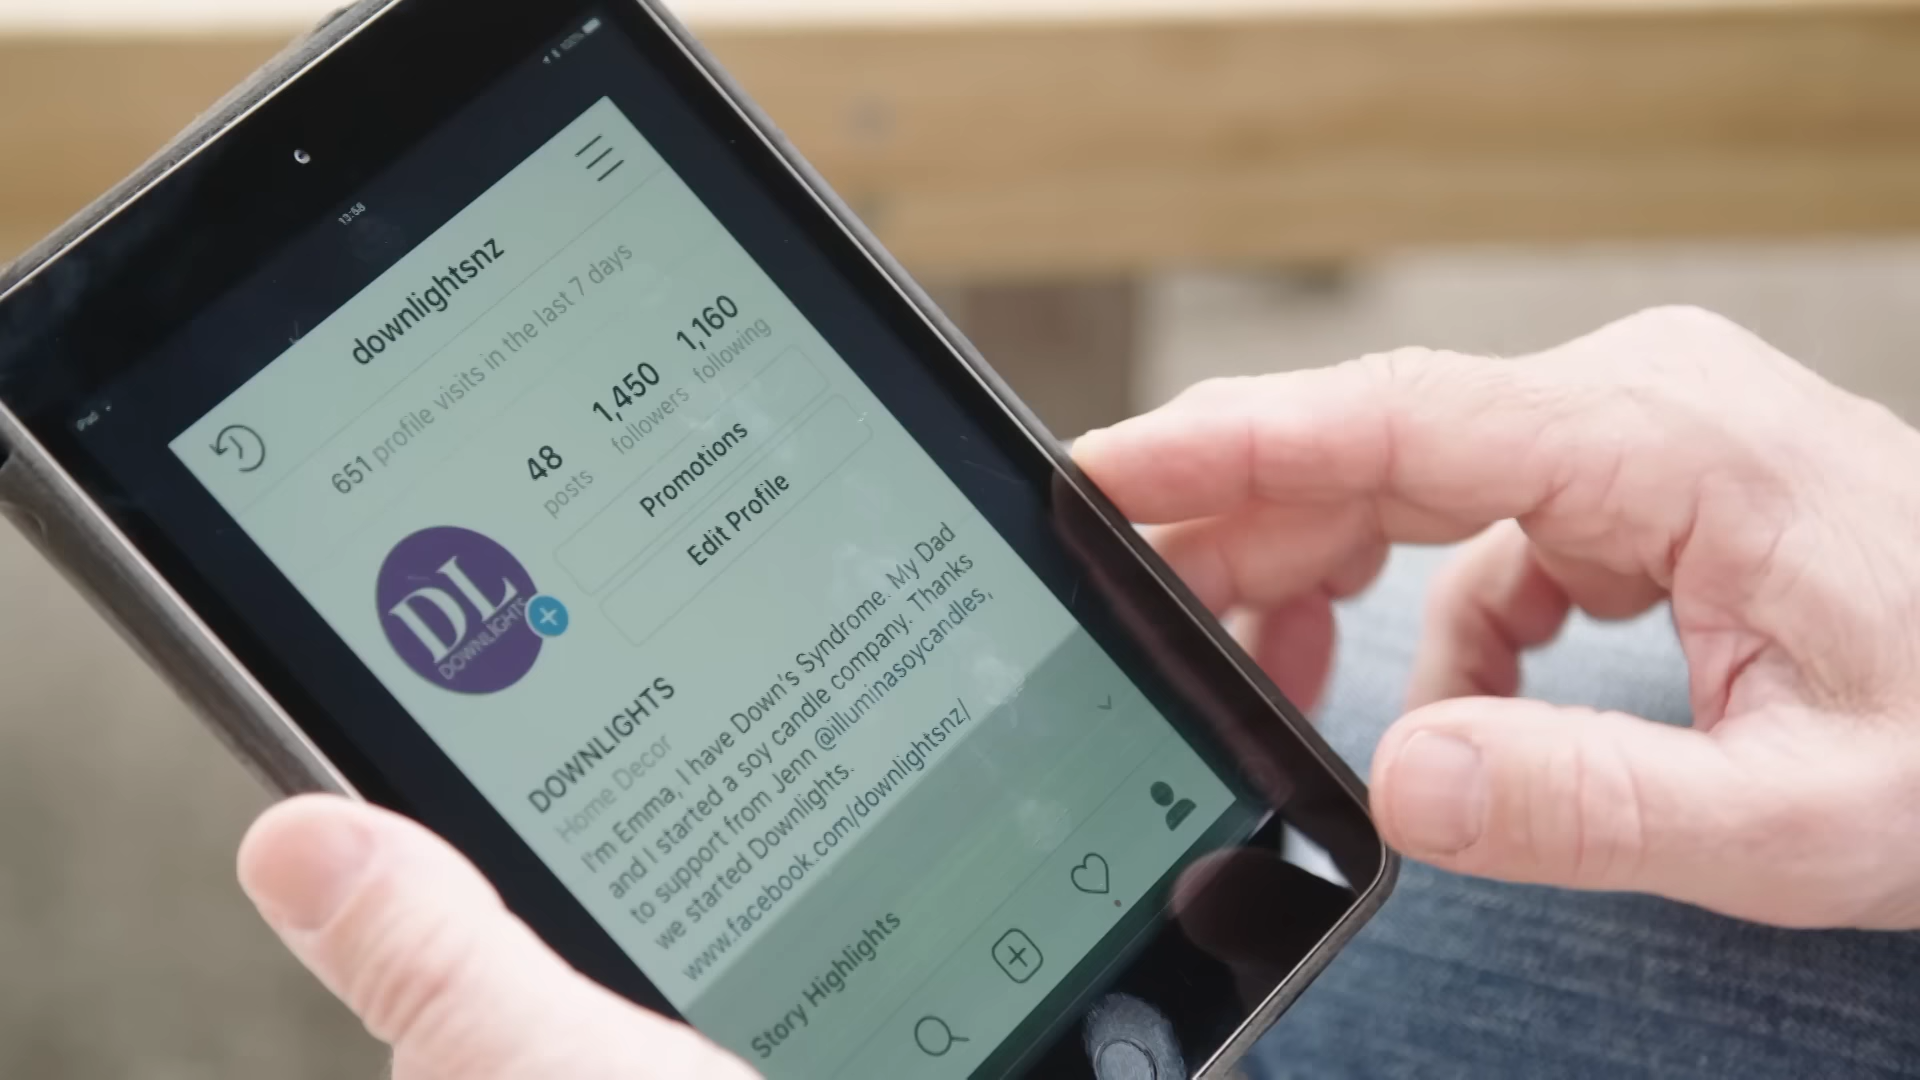 iPad
13:58
100%
downlightsnz
651 profile visits in the last 7 days
48 1,450 1,160
posts followers following
Promotions
Edit Profile
DL
DOWNLIGHTS
DOWNLIGHTS
Home Decor
I'm Emma, I have Down's Syndrome. My Dad
and I started a soy candle company. Thanks
to support from Jenn @illuminasoycandles,
we started Downlights.
www.facebook.com/downlightsnz/
Story Highlights